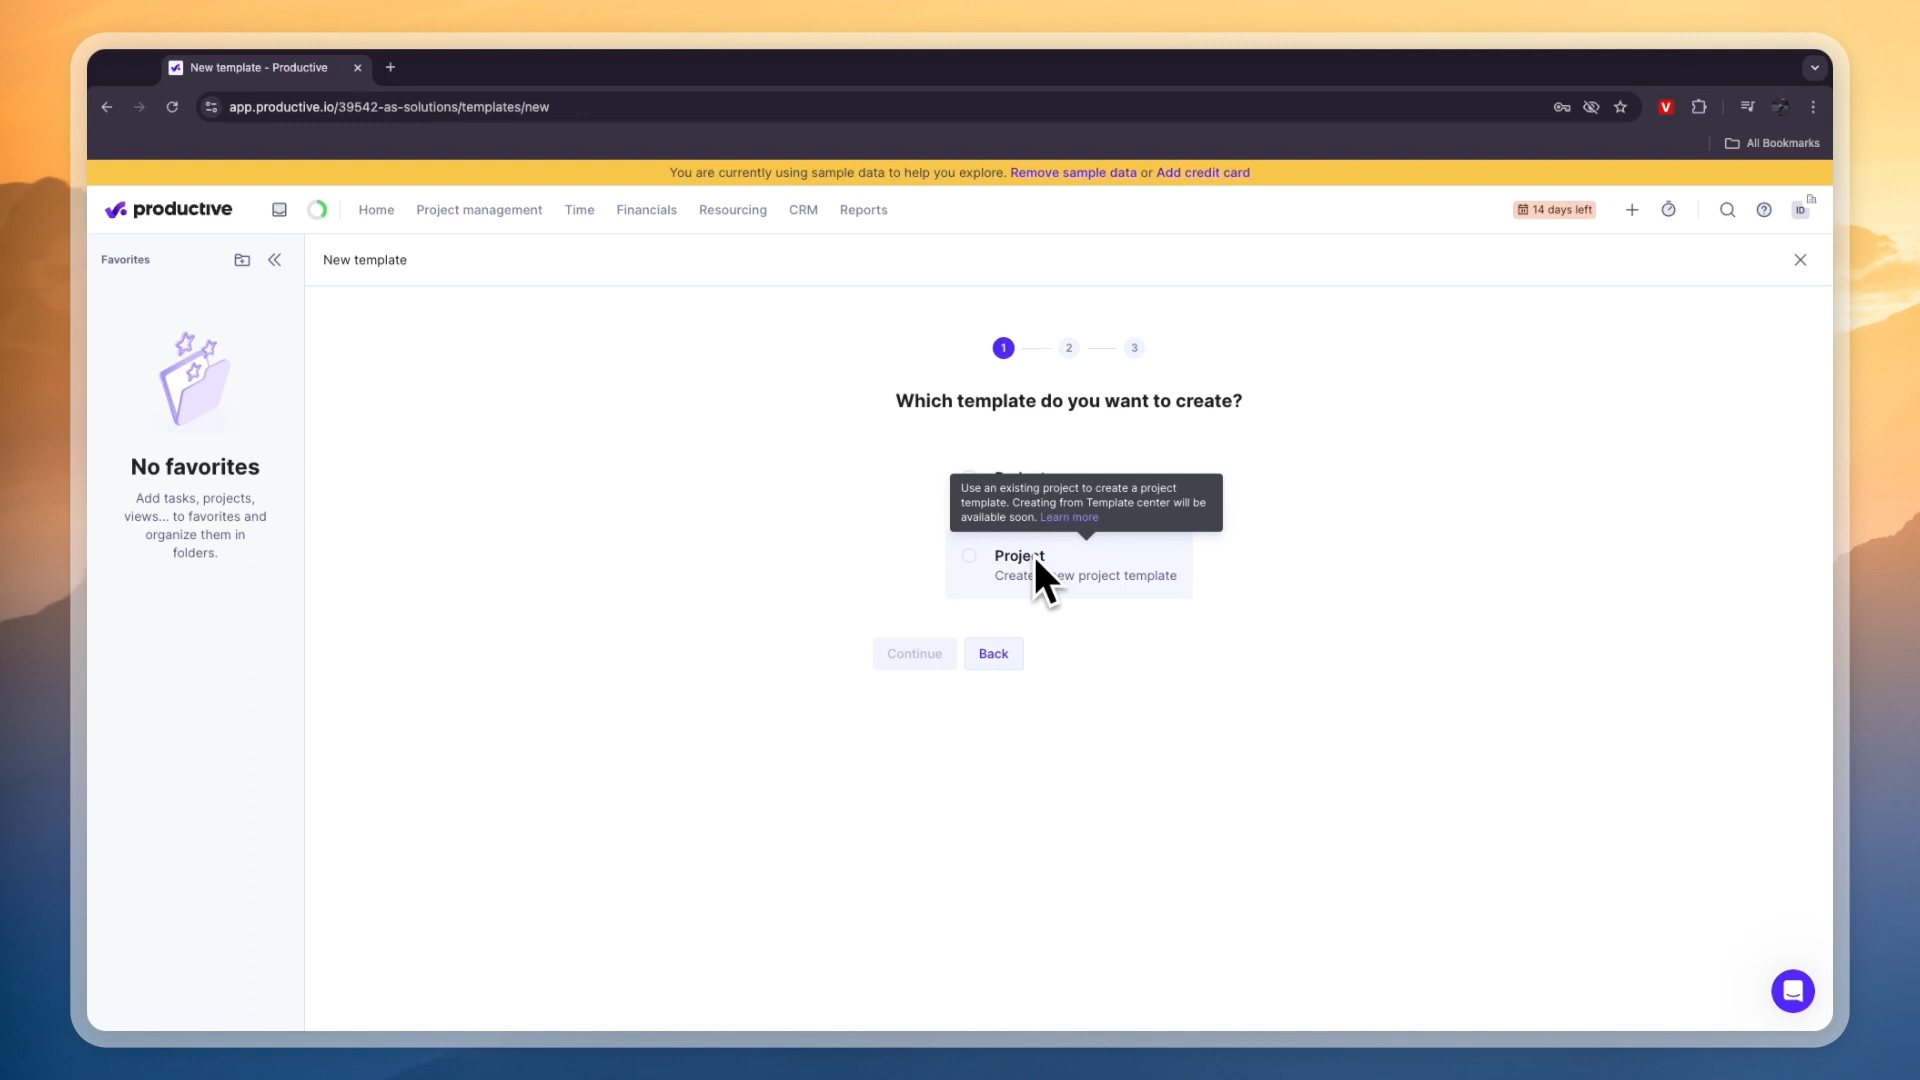 New template - Productive
app.productive.io/39542-as-solutions/templates/new
V
All Bookmarks
You are currently using sample data to help you explore. Remove sample data or Add credit card
productive
Home
Project management
Time
Financials
Resourcing
CRM
Reports
14 days left
ID
Favorites
New template
1
2
3
Which template do you want to create?
No favorites
Add tasks, projects,
views... to favorites and
organize them in
folders.
Use an existing project to create a project
template. Creating from Template center will be
available soon. Learn more
Project
Create new project template
Continue
Back